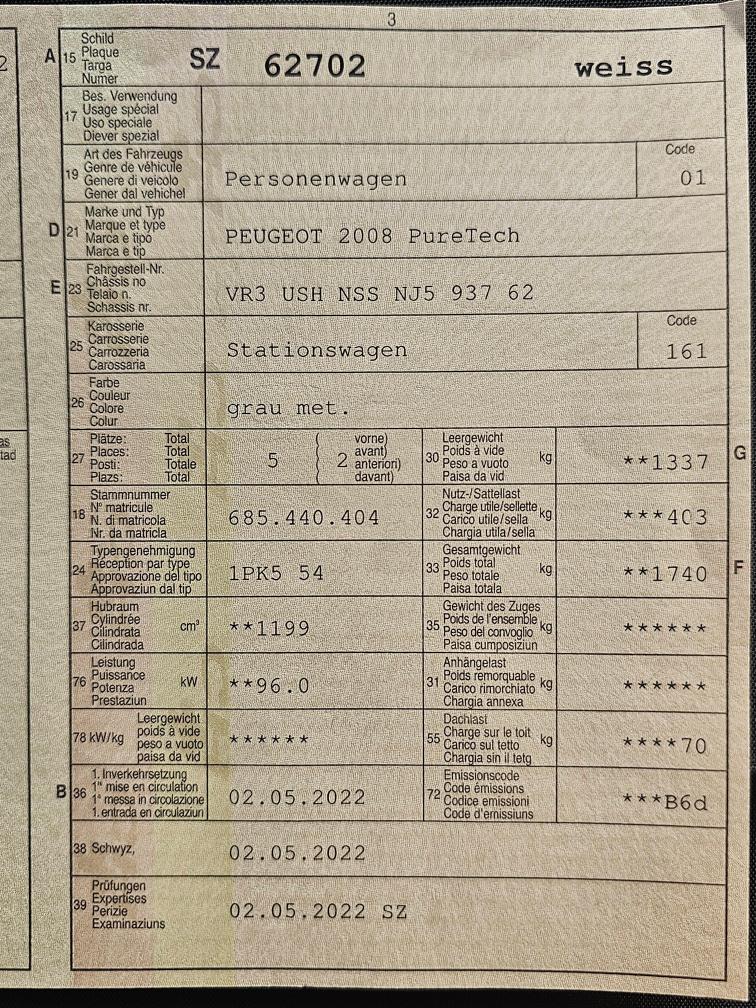 3
A 15 Schild Plaque Targa Numer SZ 62702 weiss
17 Bes. Verwendung
Usage spécial
Uso speciale
Diever spezial
19 Art des Fahrzeugs
Genre de véhicule
Genere di veicolo
Gener dal vehichel
Personenwagen
Code
01
D 21 Marke und Typ
Marque et type
Marca e tipo
Marca e tip
PEUGEOT 2008 PureTech
E 23 Fahrgestell-Nr.
Châssis no
Telaio n.
Schassis nr.
VR3 USH NSS NJ5 937 62
25 Karosserie
Carrosserie
Carrozzeria
Carossaria
Stationswagen
Code
161
26 Farbe
Couleur
Colore
Colur
grau met.
27 Plätze: Total
Places: Total
Posti: Totale
Plazs: Total
5 ( 2 vorne)
avant)
anteriori)
davant)
30 Leergewicht
Poids à vide
Peso a vuoto
Paisa da vid
kg **1337 G
18 Stammnummer
N° matricule
N. di matricola
Nr. da matricla
685.440.404
32 Nutz-/Sattellast
Charge utile/sellette
Carico utile/sella
Chargia utila/sella
kg ***403
24 Typengenehmigung
Réception par type
Approvazione del tipo
Approvaziun dal tip
1PK5 54
33 Gesamtgewicht
Poids total
Peso totale
Paisa totala
kg **1740 F
37 Hubraum
Cylindrée
Cilindrata
Cilindrada
cm³ **1199
35 Gewicht des Zuges
Poids de l'ensemble
Peso del convoglio
Paisa cumposiziun
kg ******
76 Leistung
Puissance
Potenza
Prestaziun
kW **96.0
31 Anhängelast
Poids remorquable
Carico rimorchiato
Chargia annexa
kg ******
78 kW/kg Leergewicht
poids à vide
peso a vuoto
paisa da vid
******
55 Dachlast
Charge sur le toit
Carico sul tetto
Chargia sin il tetg
kg ****70
B 36 1. Inverkehrsetzung
1re mise en circulation
1a messa in circolazione
1. entrada en circulaziun
02.05.2022
72 Emissionscode
Code émissions
Codice emissioni
Code d'emissiuns
***B6d
38 Schwyz, 02.05.2022
39 Prüfungen
Expertises
Perizie
Examinaziuns
02.05.2022 SZ
2
as
tad